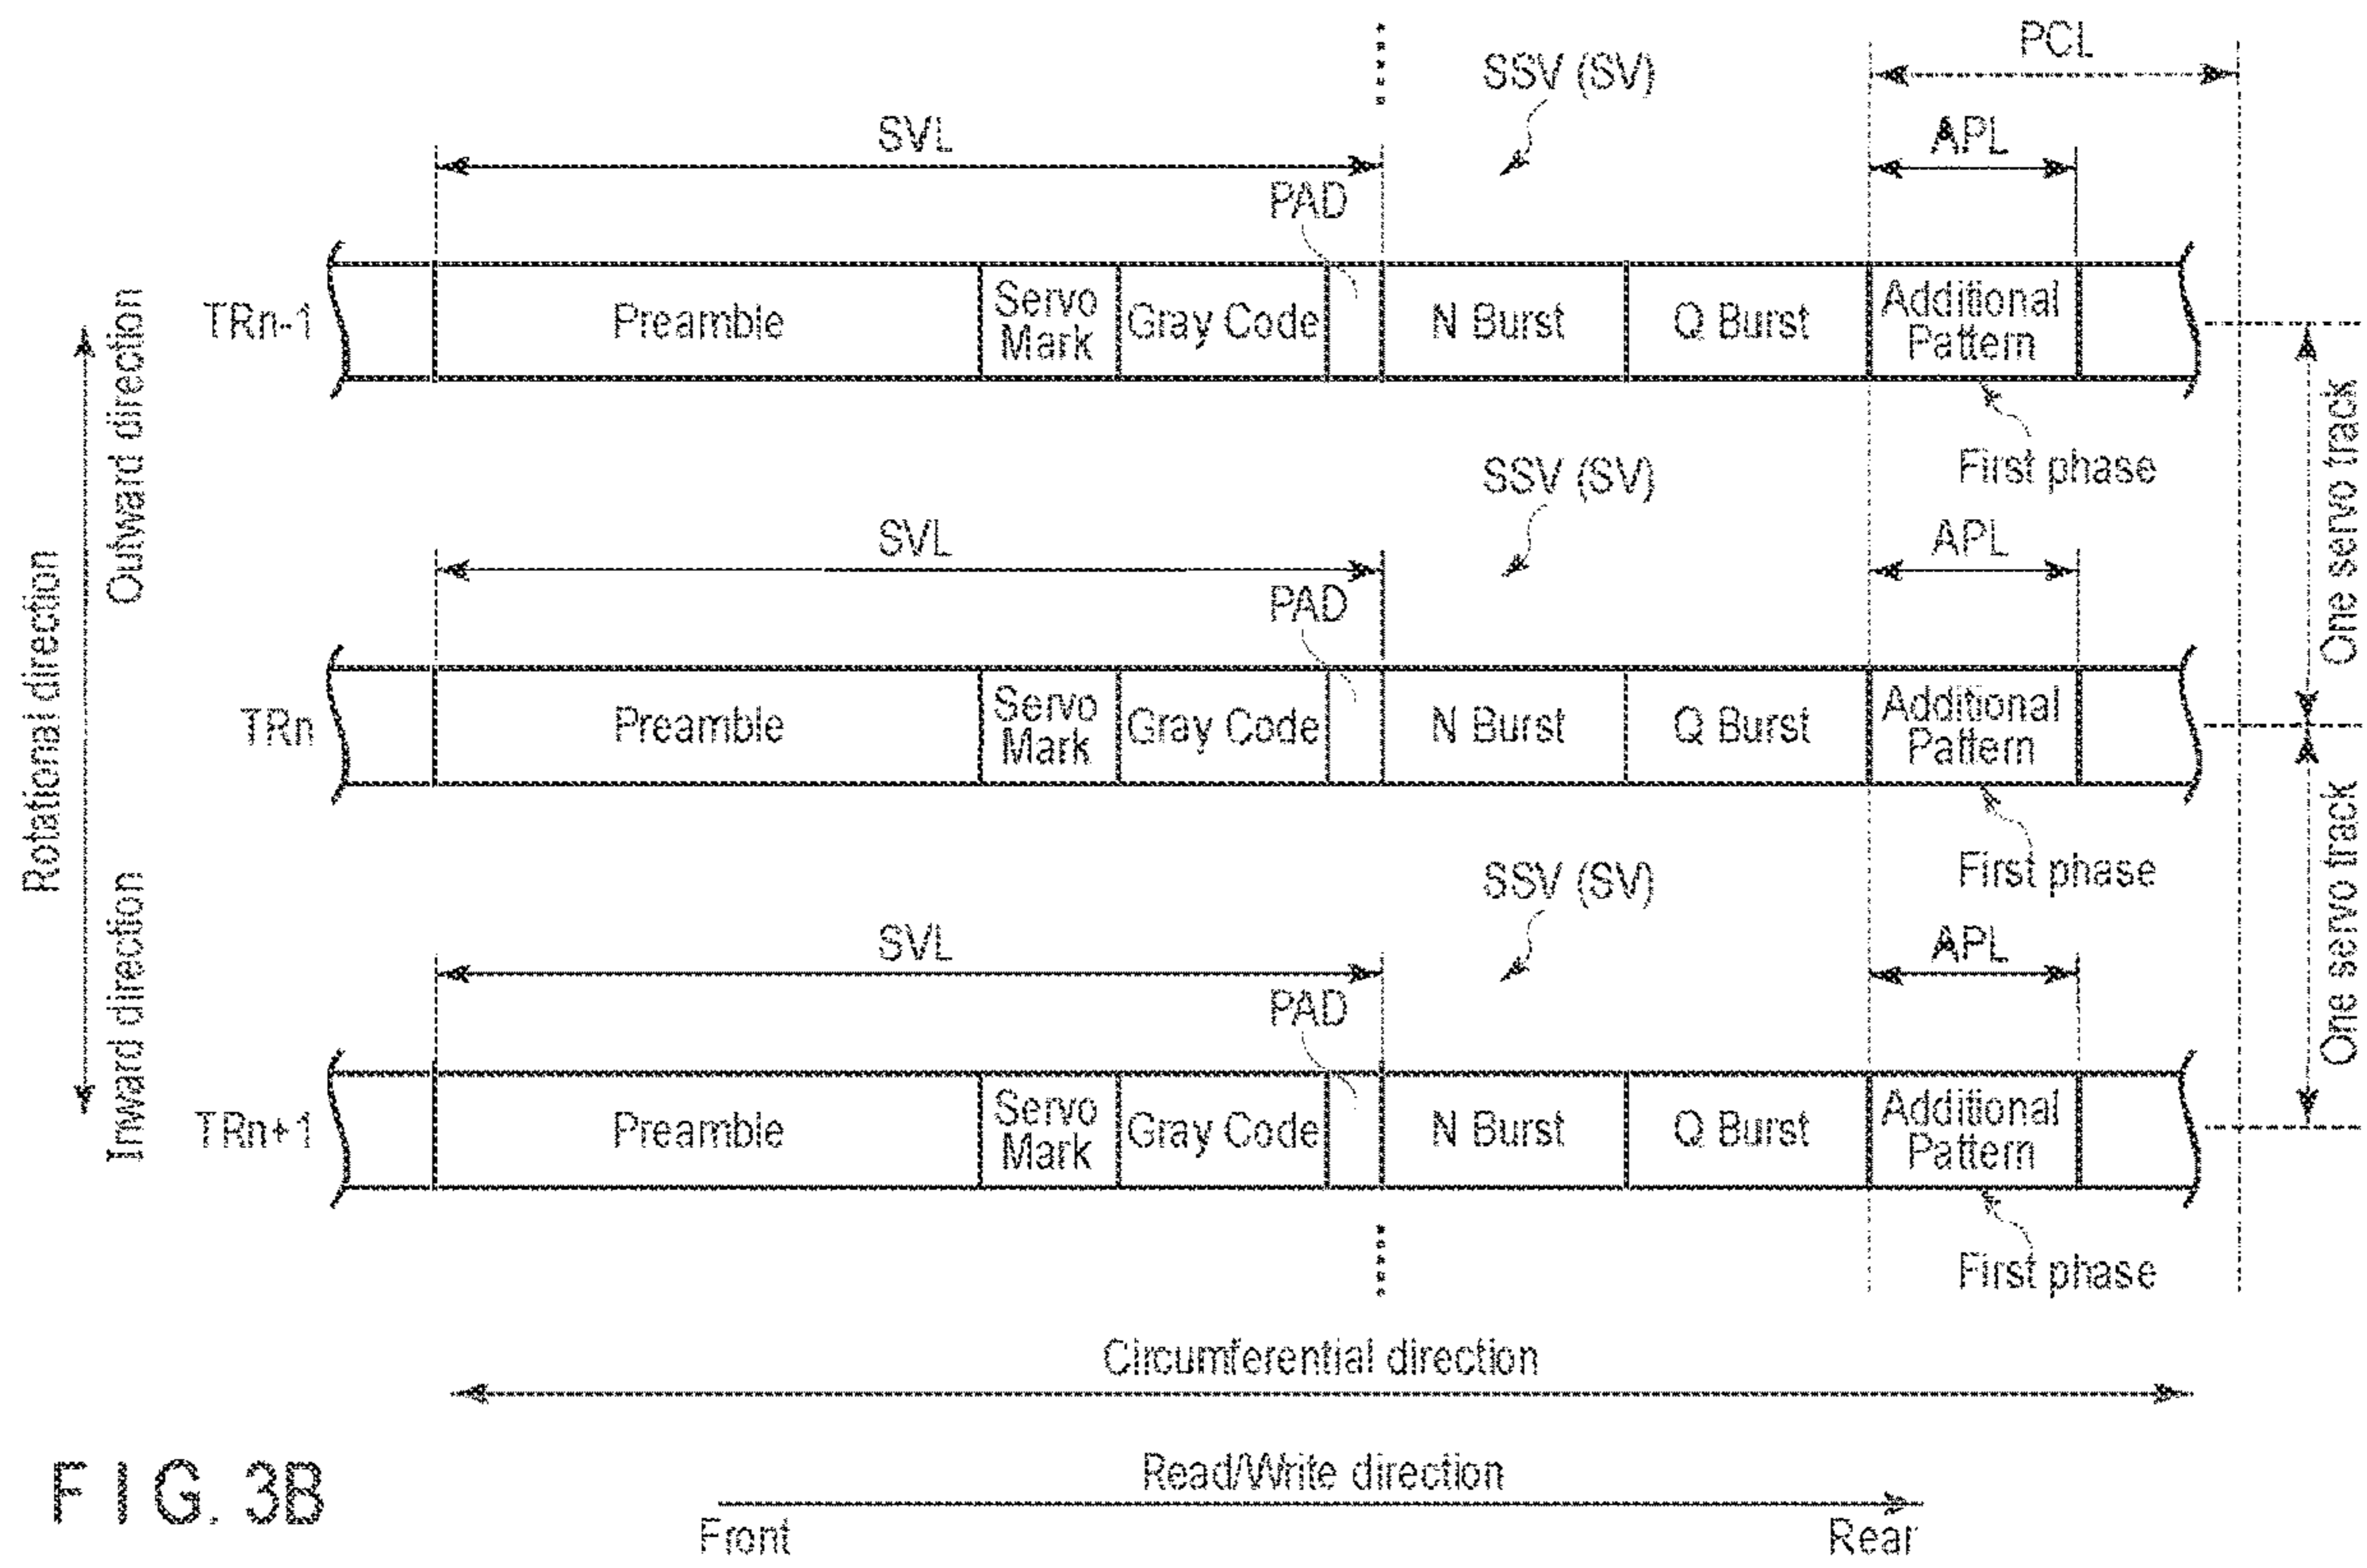 PCL
SSV (SV)
SVL
APL
PAD
TRn-1
Preamble
Servo
Mark
Gray Code
N Burst
Q Burst
Additional
Pattern
First phase
SSV (SV)
SVL
APL
PAD
TRn
Preamble
Servo
Mark
Gray Code
N Burst
Q Burst
Additional
Pattern
First phase
SSV (SV)
SVL
APL
PAD
TRn+1
Preamble
Servo
Mark
Gray Code
N Burst
Q Burst
Additional
Pattern
First phase
Rotational direction
Outward direction
Inward direction
One servo track
One servo track
Circumferential direction
Read/Write direction
Front
Rear
FIG. 3B